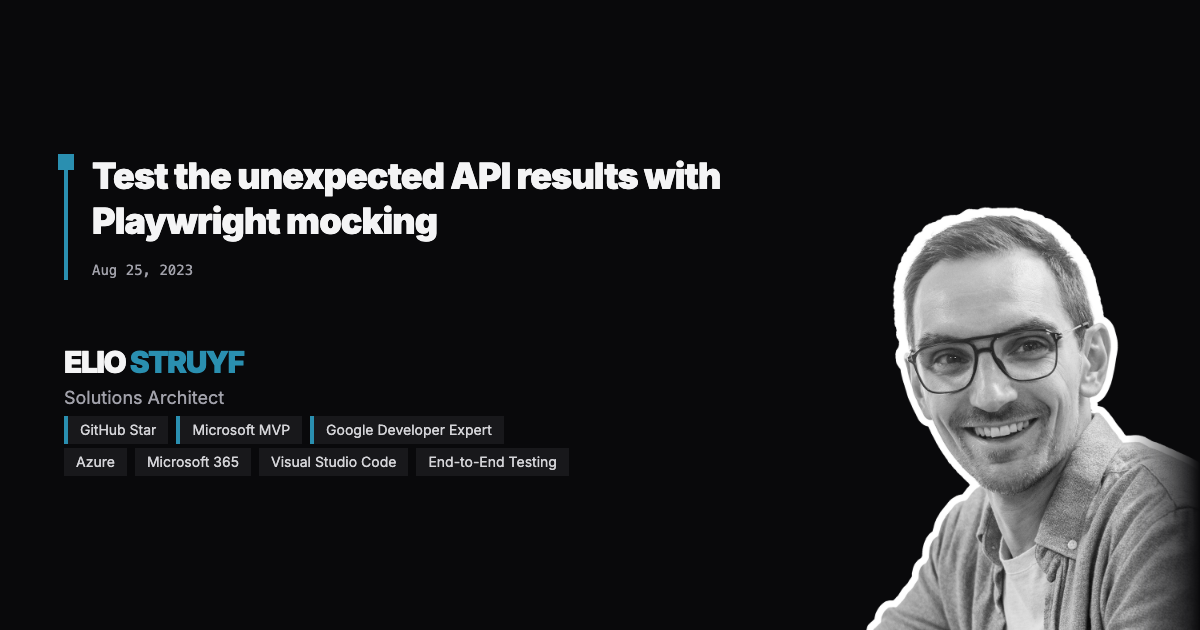 Test the unexpected API results with
Playwright mocking
Aug 25, 2023
ELIO STRUYF
Solutions Architect
GitHub Star Microsoft MVP Google Developer Expert
Azure Microsoft 365 Visual Studio Code End-to-End Testing